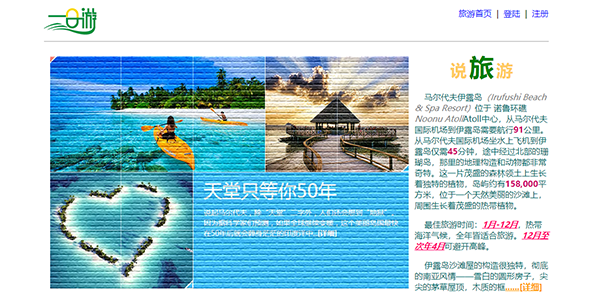 一日游
旅游首页 | 登陆 | 注册
天堂只等你50年
[详细]
说旅游
马尔代夫伊露岛（Irufushi Beach
& Spa Resort）位于 诺鲁环礁
Noonu AtollAtoll中心，从马尔代夫
国际机场到伊露岛需要航行91公里。
从马尔代夫国际机场坐水上飞机到伊
露岛仅需45分钟，途中经过北部的珊
瑚岛，那里的地理构造和动物都非常
奇特。这一片茂盛的森林领土上生长
着独特的植物，岛屿约有158,000平
方米，位于一个天然美丽的沙滩上，
周围生长着茂盛的热带植物。
最佳旅游时间：1月-12月，热带
海洋气候，全年皆适合旅游。12月至
次年4月可避开高峰。
伊露岛沙滩屋的构造很独特，彻底
的南亚风情——雪白的圆形房子，尖尖
的茅草屋顶，木质的框......[详细]